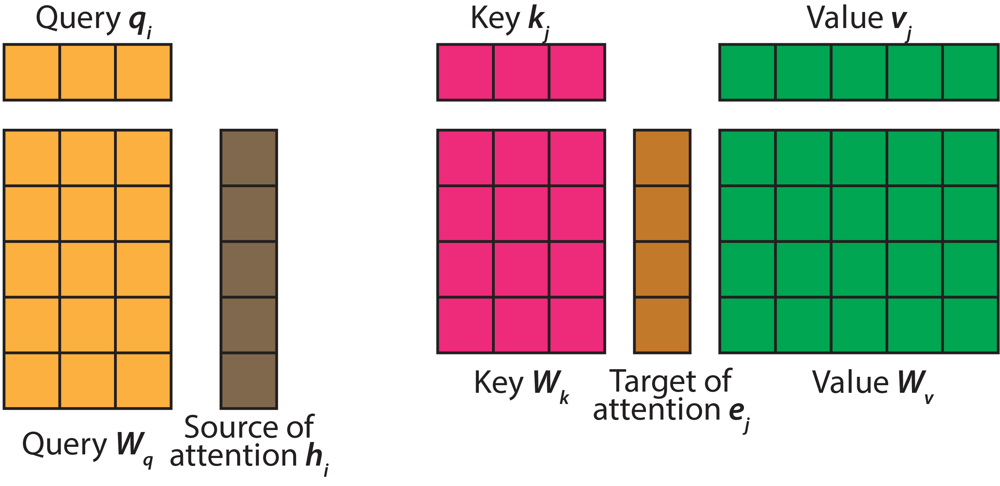 Query q_i
Key k_j
Value v_j
Query W_q
Source of
attention h_i
Key W_k
Target of
attention e_j
Value W_v